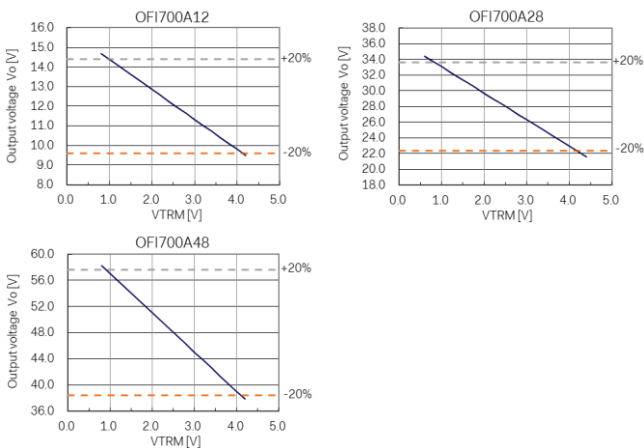 OFI700A12
Output voltage Vo [V]
16.0
15.0
14.0
13.0
12.0
11.0
10.0
9.0
8.0
+20%
-20%
0.0 1.0 2.0 3.0 4.0 5.0
VTRM [V]
OFI700A28
Output voltage Vo [V]
38.0
36.0
34.0
32.0
30.0
28.0
26.0
24.0
22.0
20.0
18.0
+20%
-20%
0.0 1.0 2.0 3.0 4.0 5.0
VTRM [V]
OFI700A48
Output voltage Vo [V]
60.0
56.0
52.0
48.0
44.0
40.0
36.0
+20%
-20%
0.0 1.0 2.0 3.0 4.0 5.0
VTRM [V]